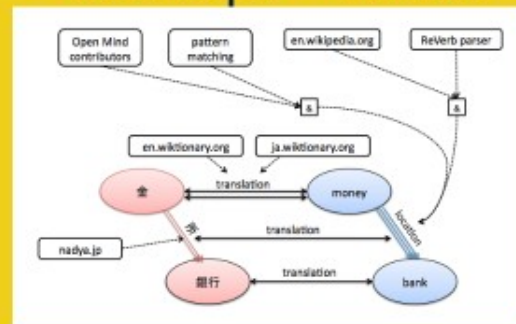 Open Mind
contributors
pattern
matching
en.wikipedia.org
ReVerb parser
&
&
en.wiktionary.org
ja.wiktionary.org
金
translation
money
所
location
nadya.jp
translation
銀行
translation
bank